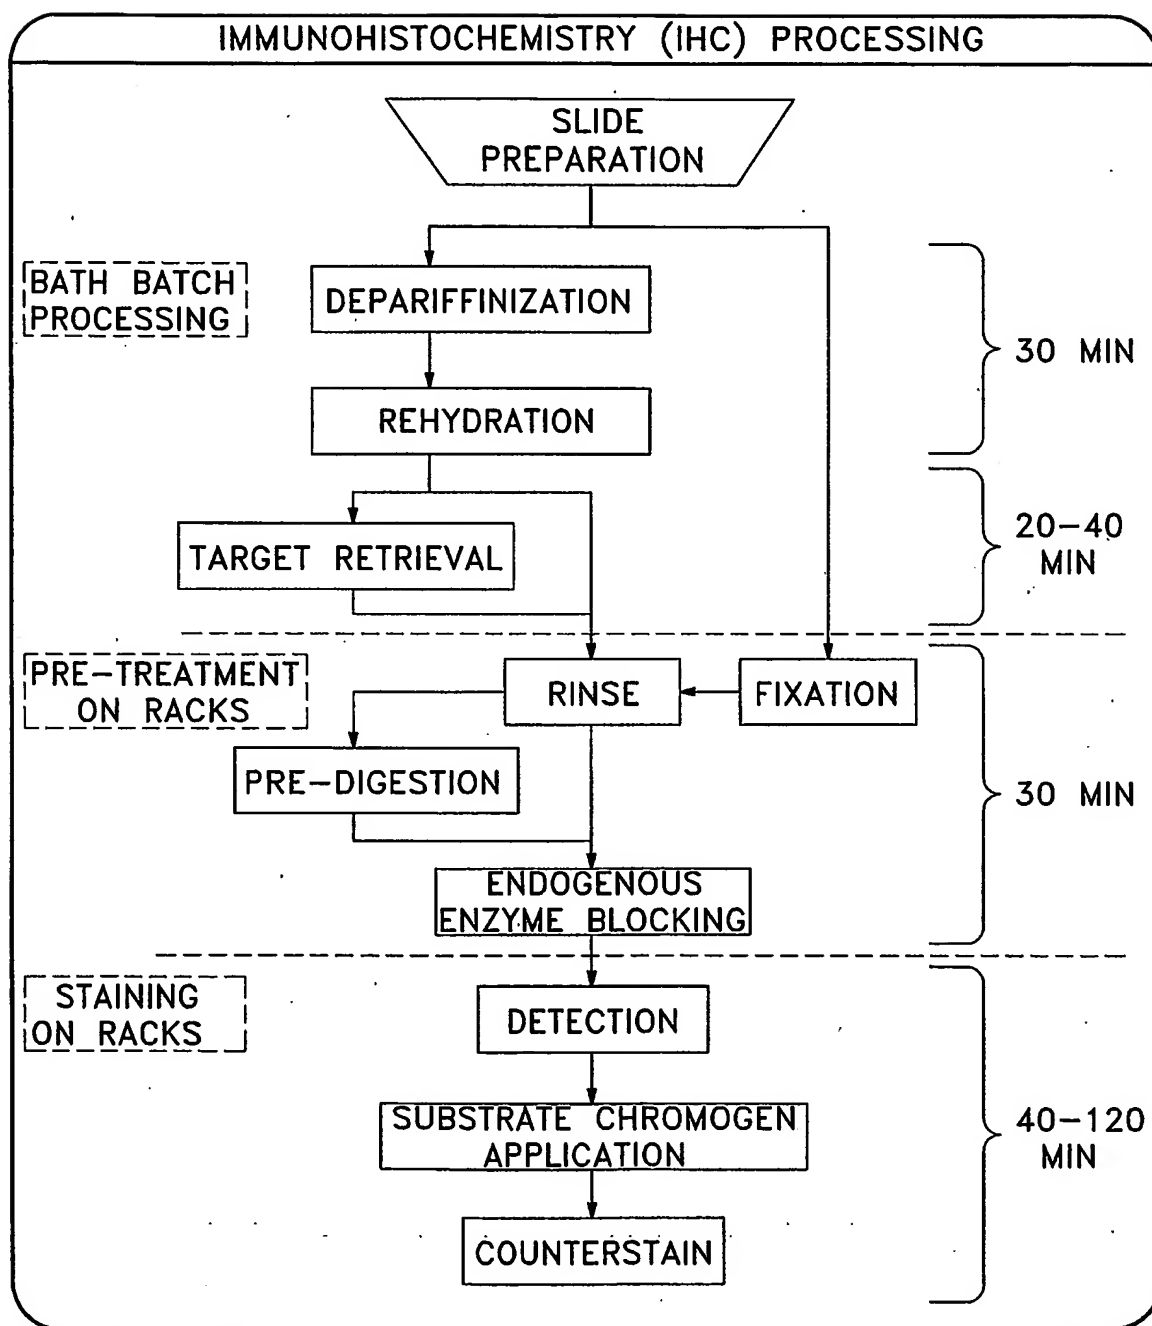 IMMUNOHISTOCHEMISTRY (IHC) PROCESSING
SLIDE
PREPARATION
BATH BATCH
PROCESSING
DEPARIFFINIZATION
30 MIN
REHYDRATION
20-40
MIN
TARGET RETRIEVAL
PRE-TREATMENT
ON RACKS
RINSE
FIXATION
PRE-DIGESTION
30 MIN
ENDOGENOUS
ENZYME BLOCKING
STAINING
ON RACKS
DETECTION
SUBSTRATE CHROMOGEN
APPLICATION
40-120
MIN
COUNTERSTAIN